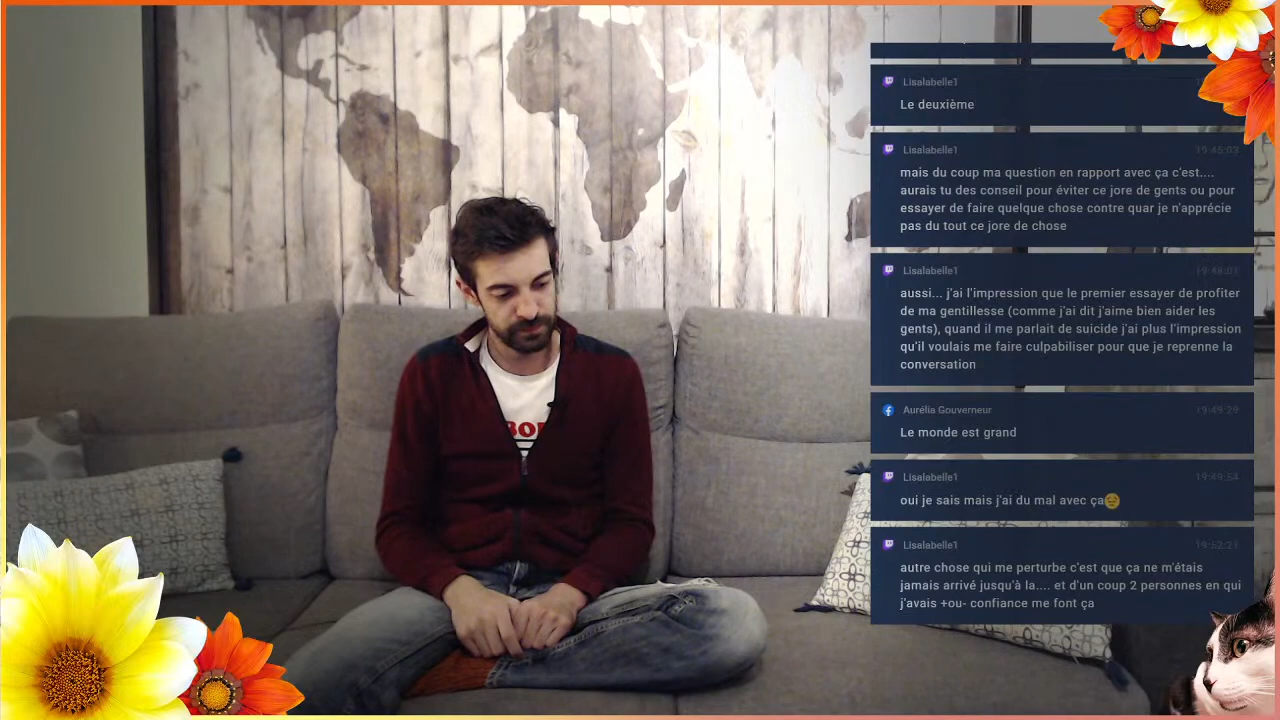 Lisalabelle1
Le deuxième
Lisalabelle1 19:45:03
mais du coup ma question en rapport avec ça c'est....
aurais tu des conseil pour éviter ce jore de gents ou pour
essayer de faire quelque chose contre quar je n'apprécie
pas du tout ce jore de chose
Lisalabelle1 19:48:01
aussi... j'ai l'impression que le premier essayer de profiter
de ma gentillesse (comme j'ai dit j'aime bien aider les
gents), quand il me parlait de suicide j'ai plus l'impression
qu'il voulais me faire culpabiliser pour que je reprenne la
conversation
Aurélia Gouverneur 19:49:29
Le monde est grand
Lisalabelle1 19:49:54
oui je sais mais j'ai du mal avec ça😔
Lisalabelle1 19:52:21
autre chose qui me perturbe c'est que ça ne m'étais
jamais arrivé jusqu'à la.... et d'un coup 2 personnes en qui
j'avais +ou- confiance me font ça